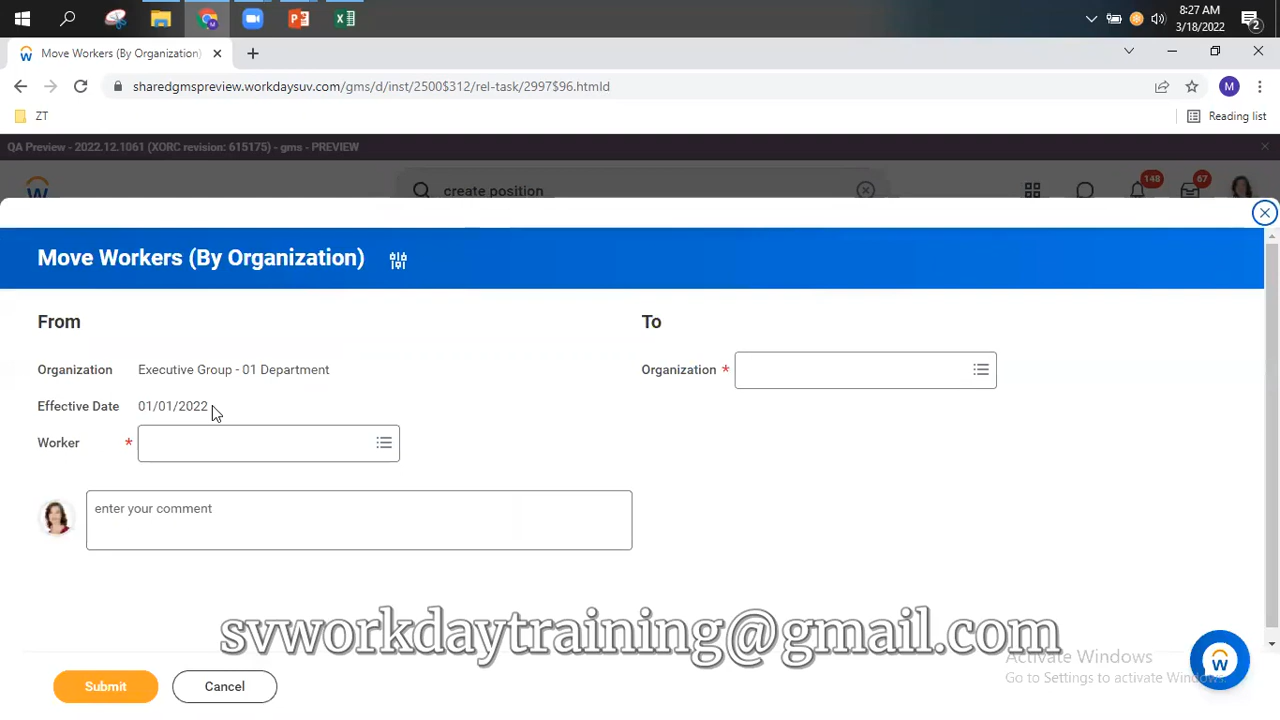 8:27 AM
3/18/2022
2
Move Workers (By Organization)
sharedgmspreview.workdaysuv.com/gms/d/inst/2500$312/rel-task/2997$96.htmld
M
ZT
Reading list
QA Preview - 2022.12.1061 (XORC revision: 615175) - gms - PREVIEW
create position
148
67
Move Workers (By Organization)
From
To
Organization Executive Group - 01 Department
Organization *
Effective Date 01/01/2022
Worker *
enter your comment
svworkdaytraining@gmail.com
Activate Windows
Go to Settings to activate Windows.
Submit
Cancel